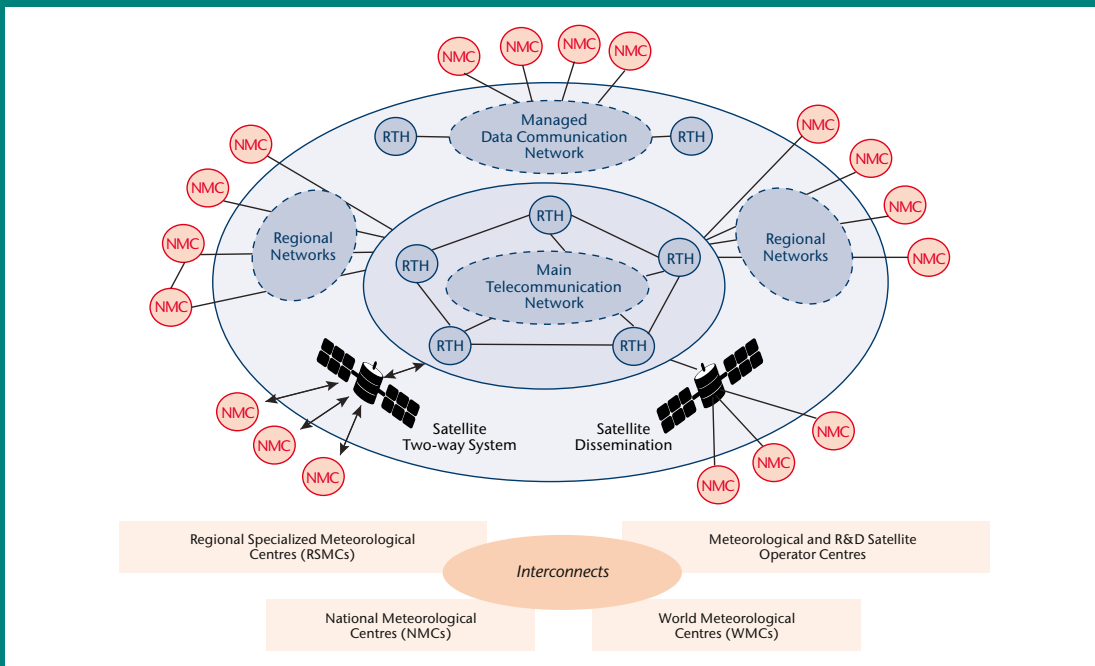 NMC
NMC
NMC
NMC
NMC
NMC
NMC
NMC
NMC
NMC
NMC
NMC
RTH
Managed
Data Communication
Network
RTH
Regional
Networks
RTH
RTH
RTH
Main
Telecommunication
Network
RTH
RTH
Regional
Networks
NMC
NMC
NMC
Satellite
Two-way System
Satellite
Dissemination
NMC
NMC
NMC
Regional Specialized Meteorological
Centres (RSMCs)
Meteorological and R&D Satellite
Operator Centres
Interconnects
National Meteorological
Centres (NMCs)
World Meteorological
Centres (WMCs)